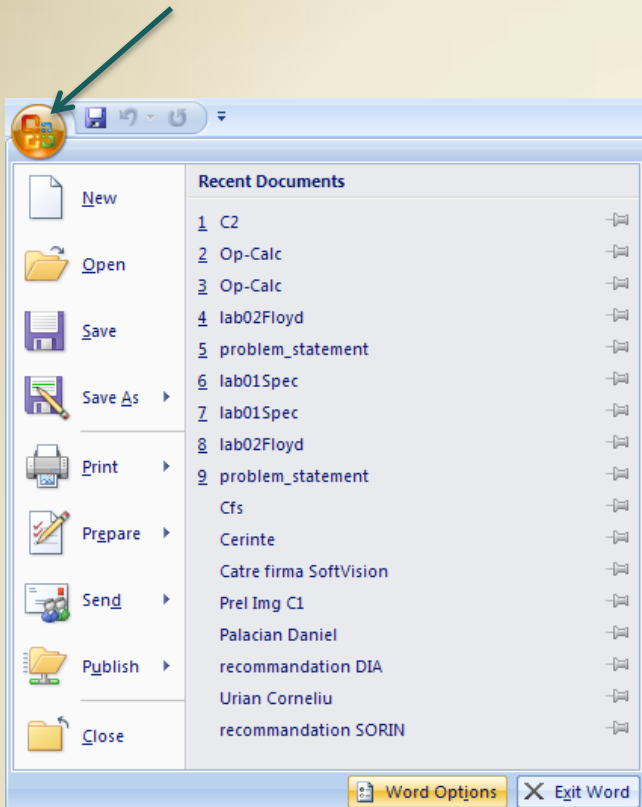 New
Open
Save
Save As
Print
Prepare
Send
Publish
Close
Recent Documents
1 C2
2 Op-Calc
3 Op-Calc
4 lab02Floyd
5 problem_statement
6 lab01Spec
7 lab01Spec
8 lab02Floyd
9 problem_statement
Cfs
Cerinte
Catre firma SoftVision
Prel Img C1
Palacian Daniel
recommandation DIA
Urian Corneliu
recommandation SORIN
Word Options
Exit Word